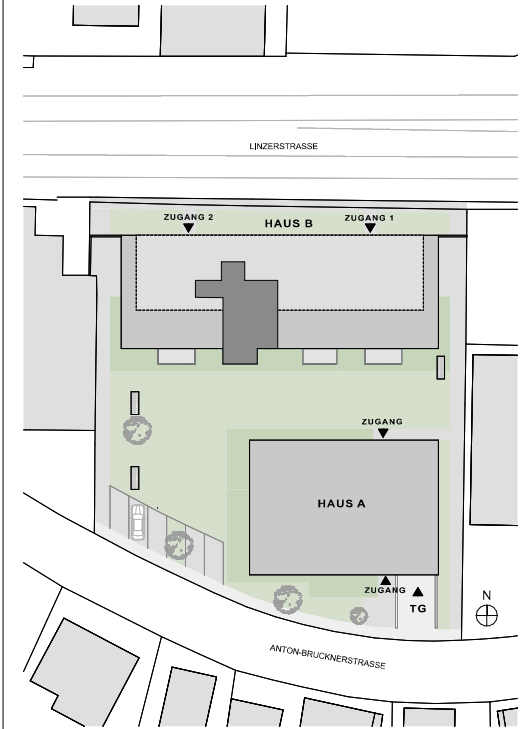 LINZERSTRASSE
ZUGANG 2
HAUS B
ZUGANG 1
ZUGANG
HAUS A
ZUGANG
TG
N
ANTON-BRUCKNERSTRASSE